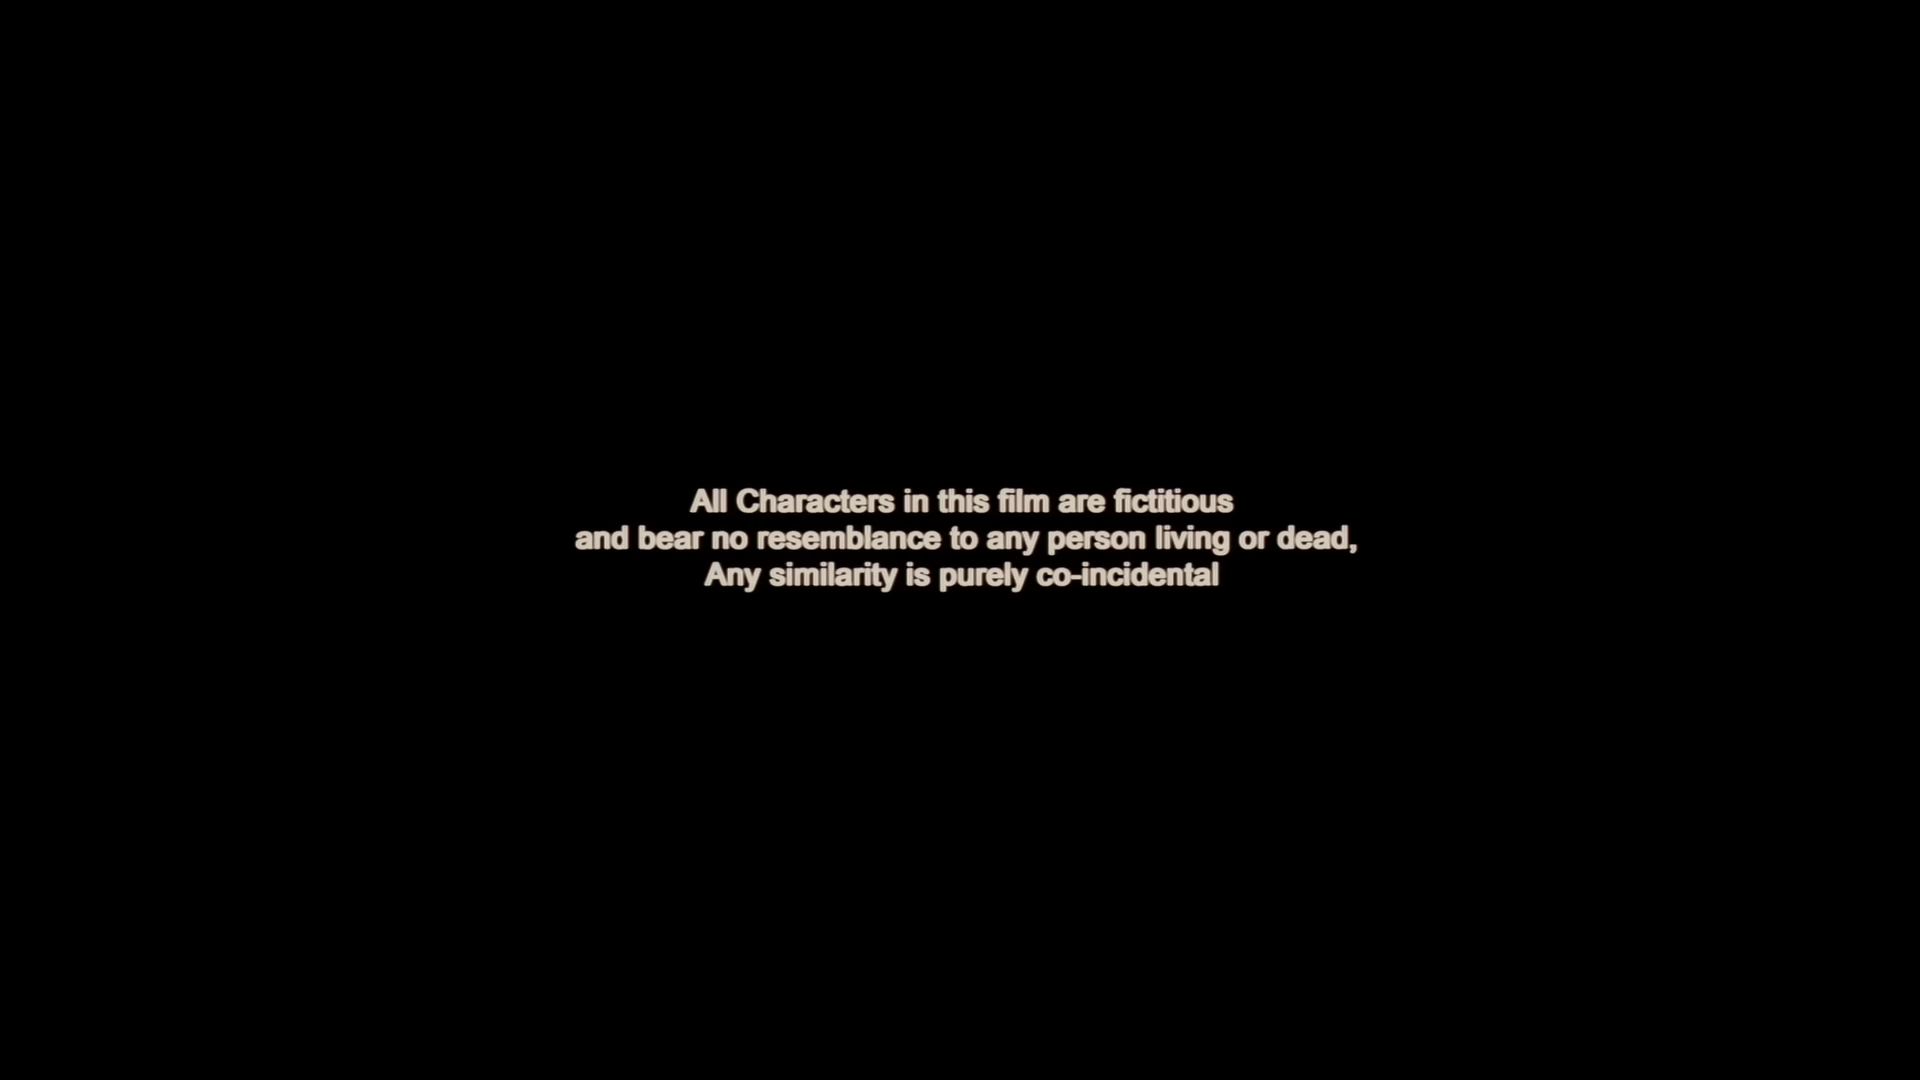 All Characters in this film are fictitious
and bear no resemblance to any person living or dead,
Any similarity is purely co-incidental